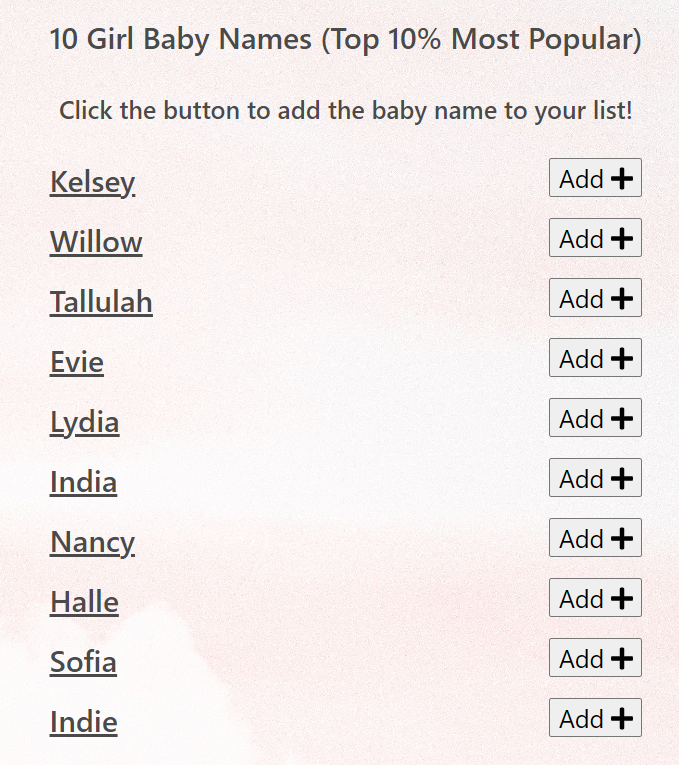 10 Girl Baby Names (Top 10% Most Popular)
Click the button to add the baby name to your list!
Kelsey Add +
Willow Add +
Tallulah Add +
Evie Add +
Lydia Add +
India Add +
Nancy Add +
Halle Add +
Sofia Add +
Indie Add +